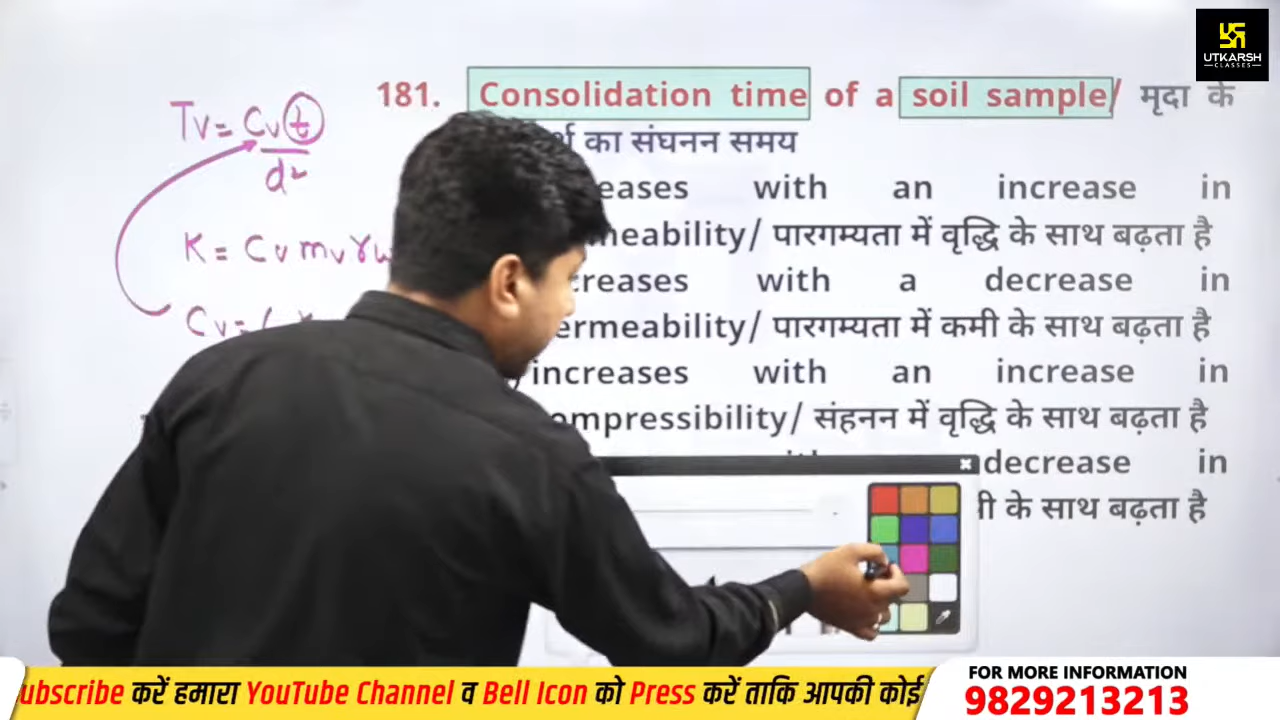 UTKARSH
CLASSES
181. Consolidation time of a soil sample/ मृदा के
का संघनन समय
with an increase in
पारगम्यता में वृद्धि के साथ बढ़ता है
with a decrease in
पारगम्यता में कमी के साथ बढ़ता है
increases with an increase in
संहनन में वृद्धि के साथ बढ़ता है
decrease in
के साथ बढ़ता है
Tv = Cv t
d²
K = Cv mv γw
Cv =
करें हमारा YouTube Channel व Bell Icon को Press करें ताकि आपकी कोई
FOR MORE INFORMATION
9829213213